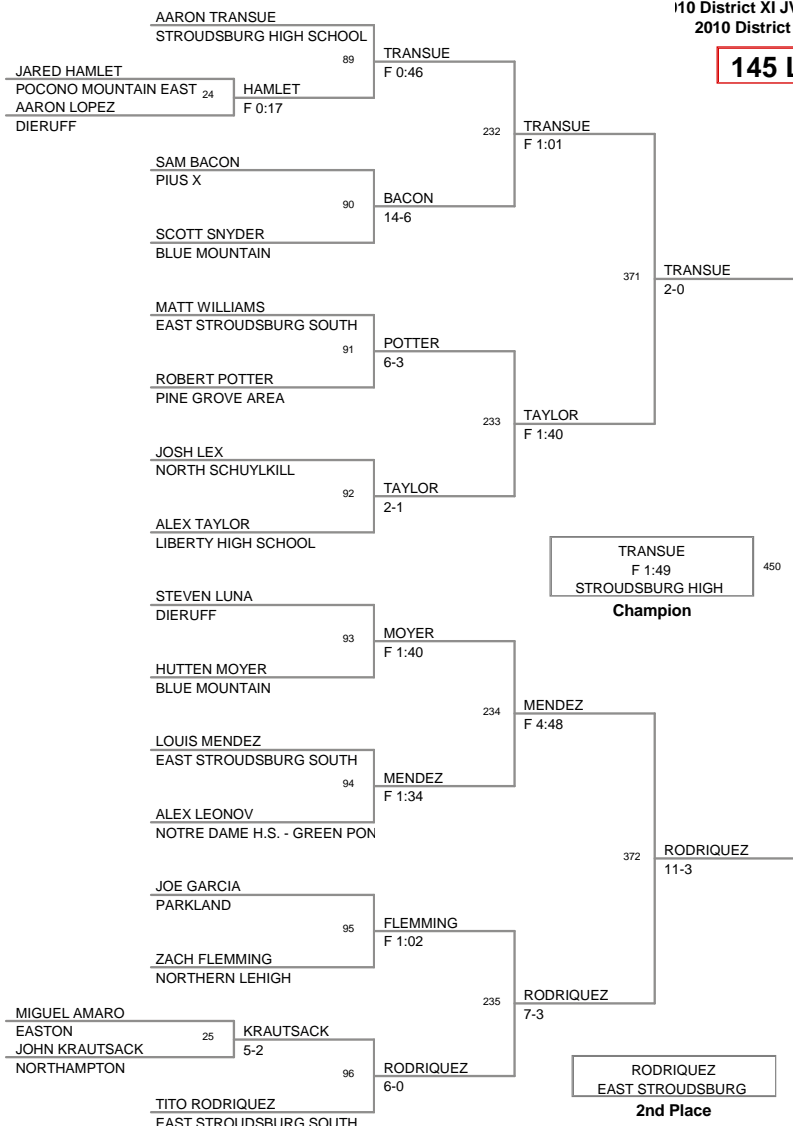 10 District XI JV
2010 District
145 L
AARON TRANSUE
STROUDSBURG HIGH SCHOOL
89
TRANSUE
F 0:46
JARED HAMLET
POCONO MOUNTAIN EAST
24
HAMLET
F 0:17
AARON LOPEZ
DIERUFF
232
TRANSUE
F 1:01
SAM BACON
PIUS X
90
BACON
14-6
SCOTT SNYDER
BLUE MOUNTAIN
371
TRANSUE
2-0
MATT WILLIAMS
EAST STROUDSBURG SOUTH
91
POTTER
6-3
ROBERT POTTER
PINE GROVE AREA
233
TAYLOR
F 1:40
JOSH LEX
NORTH SCHUYLKILL
92
TAYLOR
2-1
ALEX TAYLOR
LIBERTY HIGH SCHOOL
TRANSUE
F 1:49
STROUDSBURG HIGH
450
Champion
STEVEN LUNA
DIERUFF
93
MOYER
F 1:40
HUTTEN MOYER
BLUE MOUNTAIN
234
MENDEZ
F 4:48
LOUIS MENDEZ
EAST STROUDSBURG SOUTH
94
MENDEZ
F 1:34
ALEX LEONOV
NOTRE DAME H.S. - GREEN PON
372
RODRIQUEZ
11-3
JOE GARCIA
PARKLAND
95
FLEMMING
F 1:02
ZACH FLEMMING
NORTHERN LEHIGH
235
RODRIQUEZ
7-3
MIGUEL AMARO
EASTON
25
KRAUTSACK
5-2
JOHN KRAUTSACK
NORTHAMPTON
96
RODRIQUEZ
6-0
TITO RODRIQUEZ
EAST STROUDSBURG SOUTH
RODRIQUEZ
EAST STROUDSBURG
2nd Place